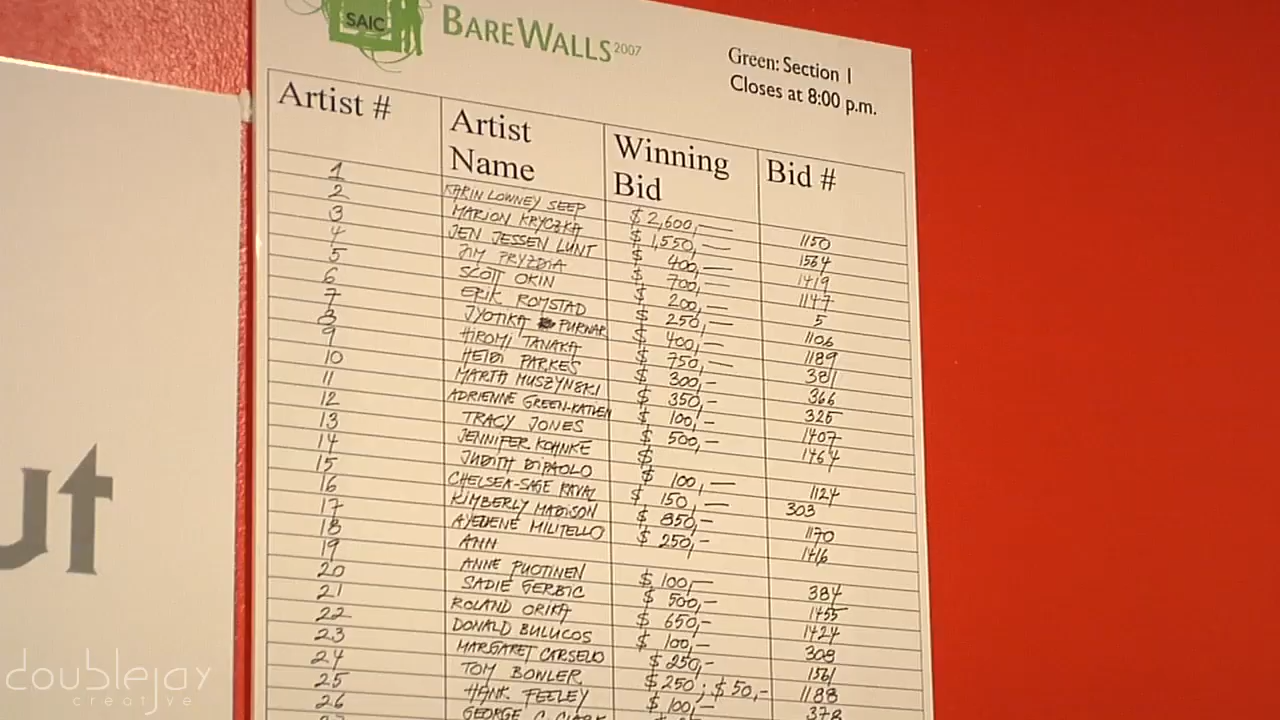 SAIC
BAREWALLS 2007
Green: Section 1
Closes at 8:00 p.m.
Artist # Artist Name Winning Bid Bid #
1 KARIN LOWNEY SEEP $ 2,600,— 1150
2 MARION KRYCZKA $ 1,550,— 1564
3 JEN JESSEN LUNT $ 400,— 1419
4 JIM PRYZDIA $ 700,— 1147
5 SCOTT OKIN $ 200,— 5
6 ERIK ROMSTAD $ 250,— 1106
7 JYOTIKA PURNAR $ 400,— 1189
8 HIROMI TANAKA $ 750,— 381
9 HEIDI PARKES $ 300,- 366
10 MARTA MUSZYNSKI $ 350,- 325
11 ADRIENNE $ 100,- 1407
12 TRACY JONES $ 500,- 1464
13 JENNIFER KOHNKE $
14 JUDITH DIPAOLO $ 100,— 1124
15 CHELSEA-SAGE RAVAL $ 150,— 303
16 KIMBERLY MADISON $ 850,- 1170
17 AYEDENE MILITELLO $ 250,- 1416
18 ANN
19 ANNE PUOTINEN $ 100,— 384
20 SADIE GERBIC $ 500,- 1455
21 ROLAND ORIKA $ 650,- 1424
22 DONALD BULUCOS $ 100,- 308
23 MARGARET CARSELO $ 250,- 1561
24 TOM BOWLER $ 250 ; $ 50,- 1188
25 HANK FEELEY $ 100,- 378
26 GEORGE C. CLARK
ut
doublejay
creative